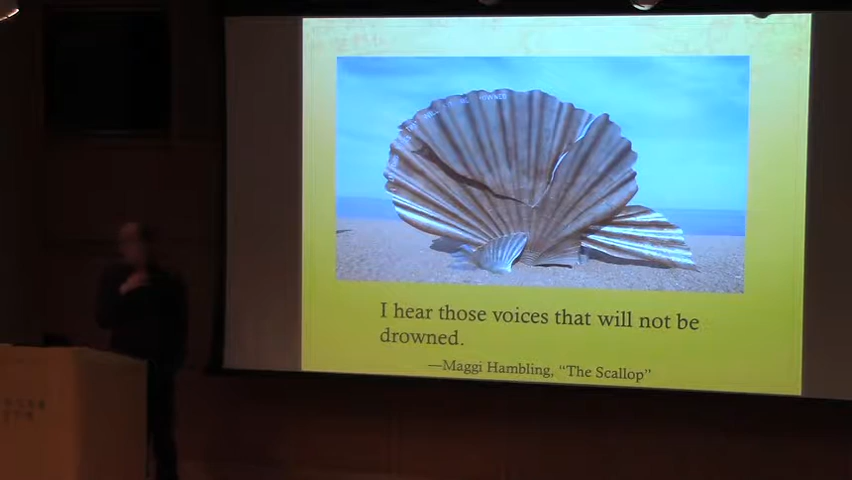 I hear those voices that will not be
drowned.
—Maggi Hambling, “The Scallop”